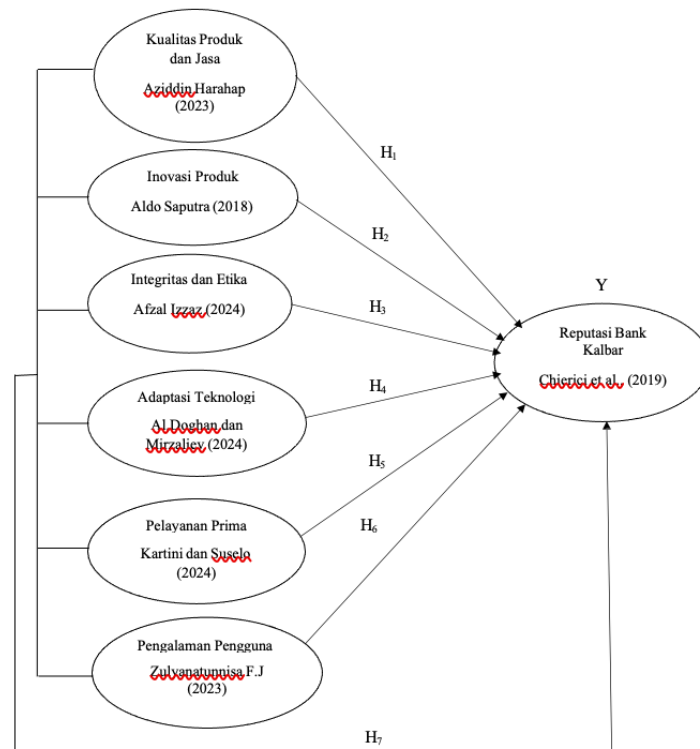 Kualitas Produk
dan Jasa
Aziddin Harahap
(2023)
H₁
Inovasi Produk
Aldo Saputra (2018)
H₂
Integritas dan Etika
Afzal Izzaz (2024)
H₃
Y
Reputasi Bank
Kalbar
Chierici et al., (2019)
Adaptasi Teknologi
Al Doghan dan
Mirzaliev (2024)
H₄
Pelayanan Prima
Kartini dan Suselo
(2024)
H₅
H₆
Pengalaman Pengguna
Zulvanatunnisa F.J
(2023)
H₇